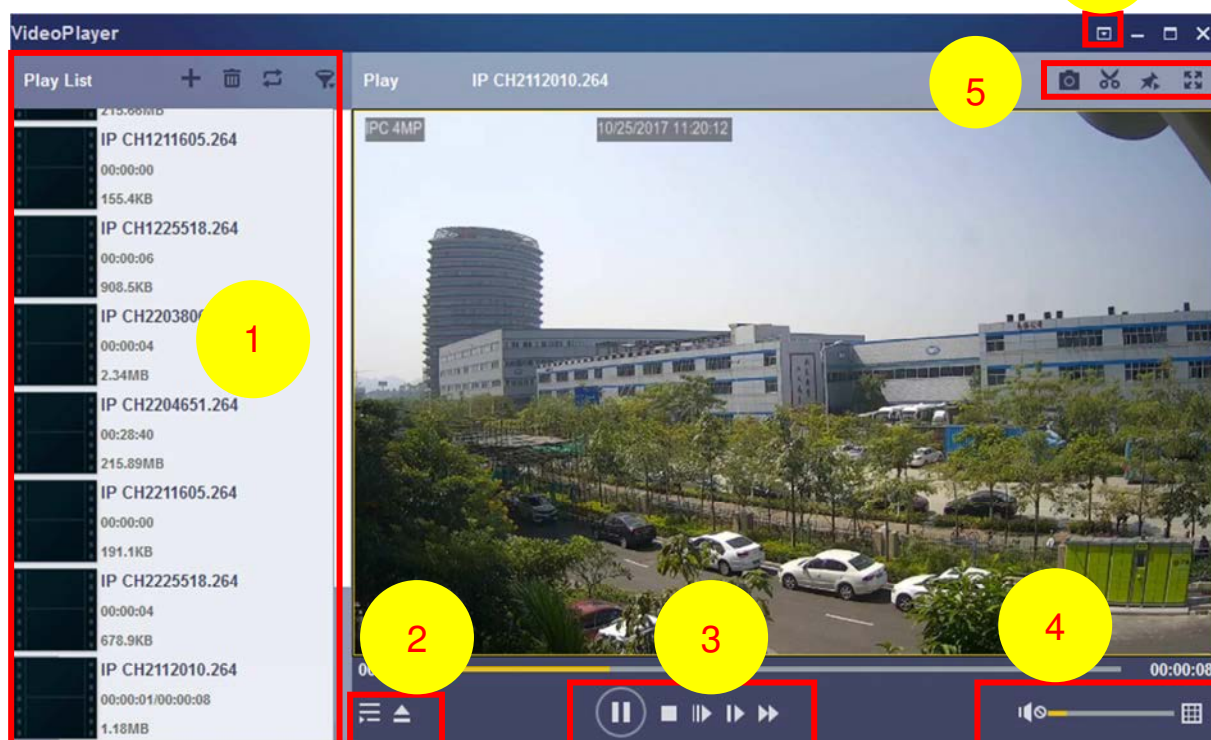 VideoPlayer
Play List
Play
IP CH2112010.264
5
IPC 4MP
10/25/2017 11:20:12
215.66MB
IP CH1211605.264
00:00:00
155.4KB
IP CH1225518.264
00:00:06
908.5KB
IP CH2203806
1
00:00:04
2.34MB
IP CH2204651.264
00:28:40
215.89MB
IP CH2211605.264
00:00:00
191.1KB
IP CH2225518.264
00:00:04
678.9KB
2
3
4
00:00:08
IP CH2112010.264
00:00:01/00:00:08
1.18MB